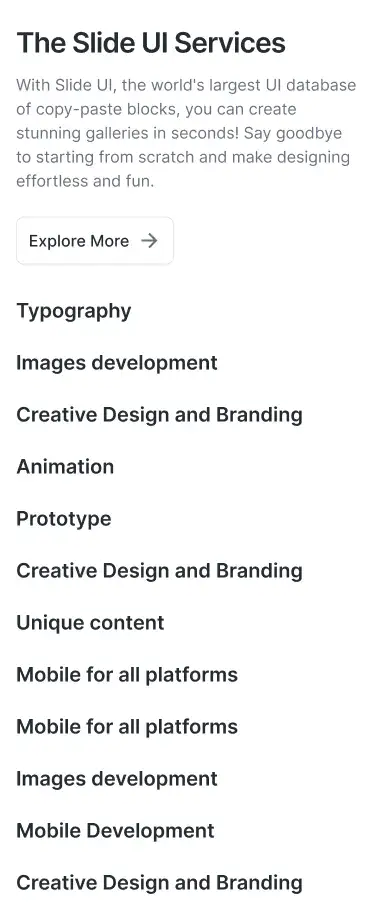 The Slide UI Services
With Slide UI, the world's largest UI database
of copy-paste blocks, you can create
stunning galleries in seconds! Say goodbye
to starting from scratch and make designing
effortless and fun.
Explore More
Typography
Images development
Creative Design and Branding
Animation
Prototype
Creative Design and Branding
Unique content
Mobile for all platforms
Mobile for all platforms
Images development
Mobile Development
Creative Design and Branding